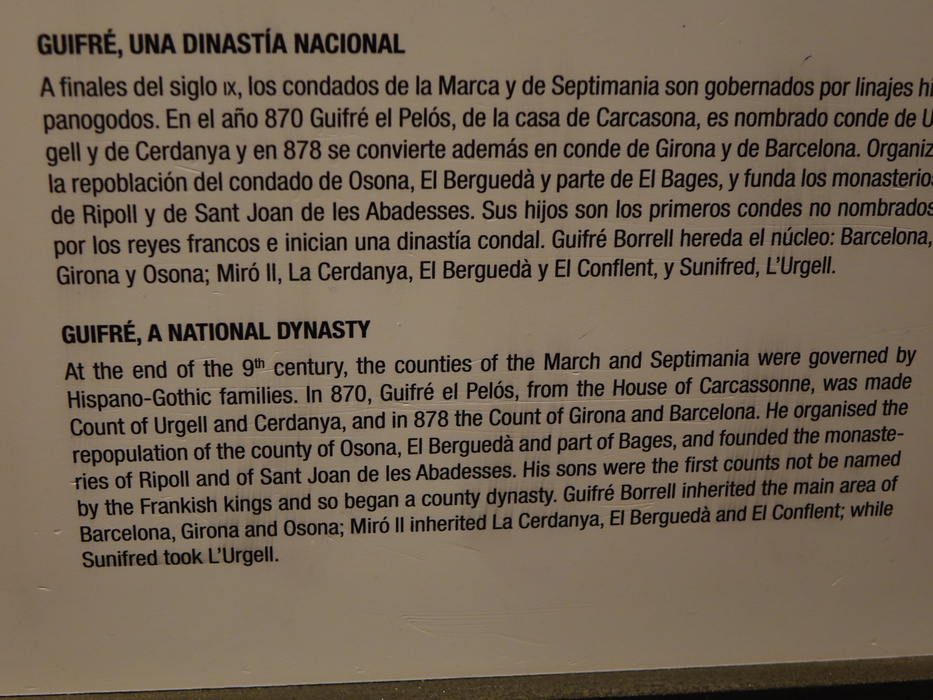 GUIFRÉ, UNA DINASTÍA NACIONAL
A finales del siglo IX, los condados de la Marca y de Septimania son gobernados por linajes hi
panogodos. En el año 870 Guifré el Pelós, de la casa de Carcasona, es nombrado conde de U
gell y de Cerdanya y en 878 se convierte además en conde de Girona y de Barcelona. Organiz
la repoblación del condado de Osona, El Berguedà y parte de El Bages, y funda los monasterios
de Ripoll y de Sant Joan de les Abadesses. Sus hijos son los primeros condes no nombrados
por los reyes francos e inician una dinastía condal. Guifré Borrell hereda el núcleo: Barcelona,
Girona y Osona; Miró II, La Cerdanya, El Berguedà y El Conflent, y Sunifred, L'Urgell.
GUIFRÉ, A NATIONAL DYNASTY
At the end of the 9th century, the counties of the March and Septimania were governed by
Hispano-Gothic families. In 870, Guifré el Pelós, from the House of Carcassonne, was made
Count of Urgell and Cerdanya, and in 878 the Count of Girona and Barcelona. He organised the
repopulation of the county of Osona, El Berguedà and part of Bages, and founded the monaste-
ries of Ripoll and of Sant Joan de les Abadesses. His sons were the first counts not be named
by the Frankish kings and so began a county dynasty. Guifré Borrell inherited the main area of
Barcelona, Girona and Osona; Miró II inherited La Cerdanya, El Berguedà and El Conflent; while
Sunifred took L'Urgell.